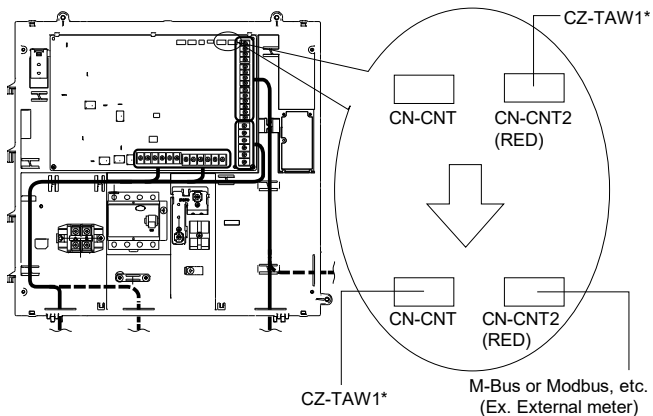 CZ-TAW1*
CN-CNT
CN-CNT2
(RED)
CN-CNT
CN-CNT2
(RED)
CZ-TAW1*
M-Bus or Modbus, etc.
(Ex. External meter)